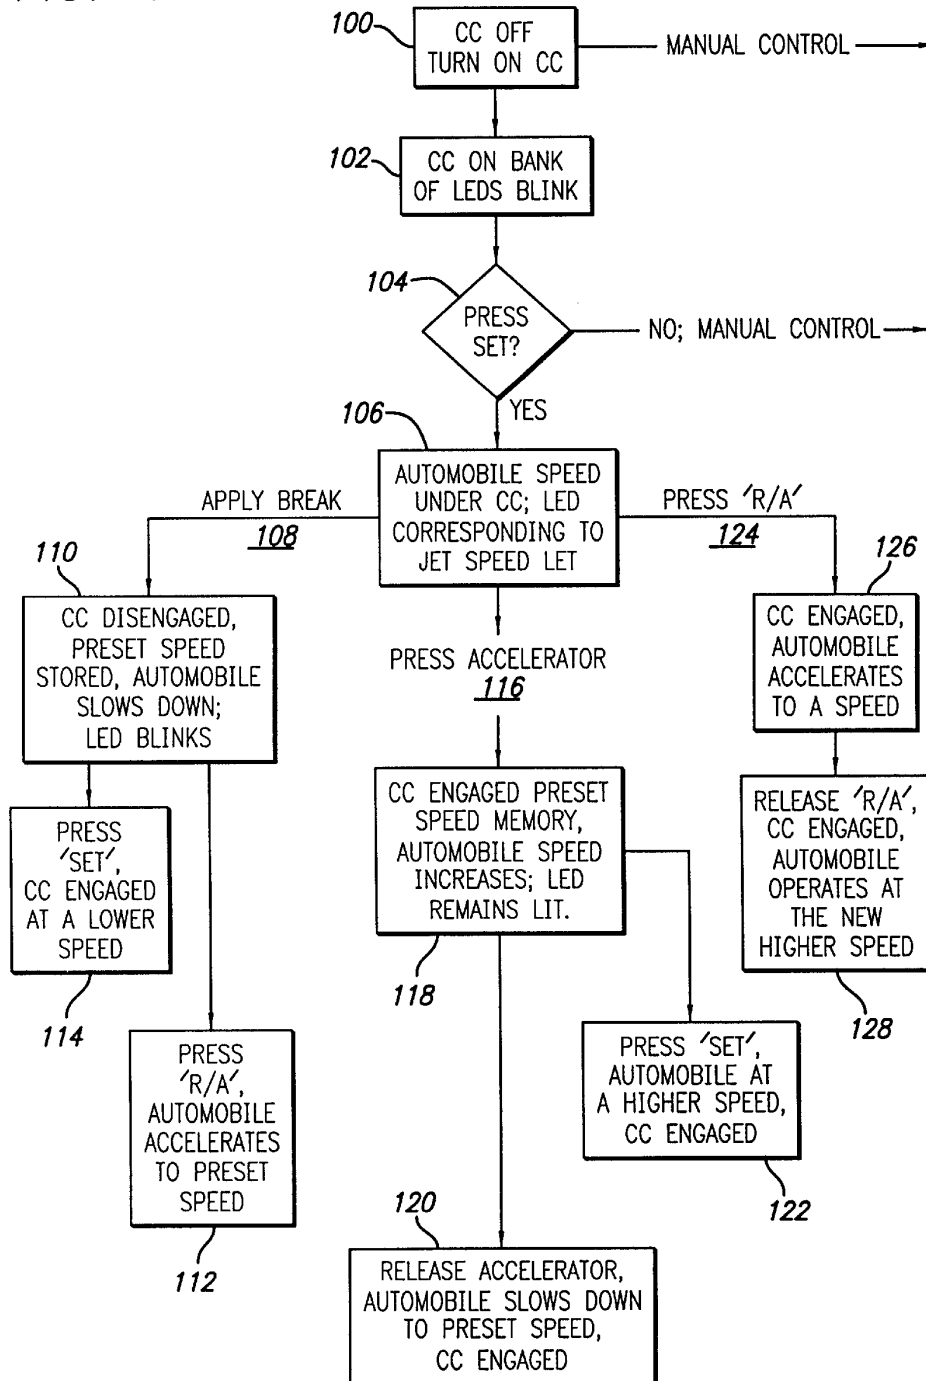 100
CC OFF
TURN ON CC
MANUAL CONTROL
102
CC ON BANK
OF LEDS BLINK
104
PRESS
SET?
NO; MANUAL CONTROL
YES
106
AUTOMOBILE SPEED
UNDER CC; LED
CORRESPONDING TO
JET SPEED LET
APPLY BREAK
108
PRESS 'R/A'
124
110
CC DISENGAGED,
PRESET SPEED
STORED, AUTOMOBILE
SLOWS DOWN;
LED BLINKS
PRESS ACCELERATOR
116
126
CC ENGAGED,
AUTOMOBILE
ACCELERATES
TO A SPEED
PRESS
'SET',
CC ENGAGED
AT A LOWER
SPEED
114
CC ENGAGED PRESET
SPEED MEMORY,
AUTOMOBILE SPEED
INCREASES; LED
REMAINS LIT.
118
RELEASE 'R/A',
CC ENGAGED,
AUTOMOBILE
OPERATES AT
THE NEW
HIGHER SPEED
128
PRESS
'R/A',
AUTOMOBILE
ACCELERATES
TO PRESET
SPEED
112
PRESS 'SET',
AUTOMOBILE AT
A HIGHER SPEED,
CC ENGAGED
122
120
RELEASE ACCELERATOR,
AUTOMOBILE SLOWS DOWN
TO PRESET SPEED,
CC ENGAGED